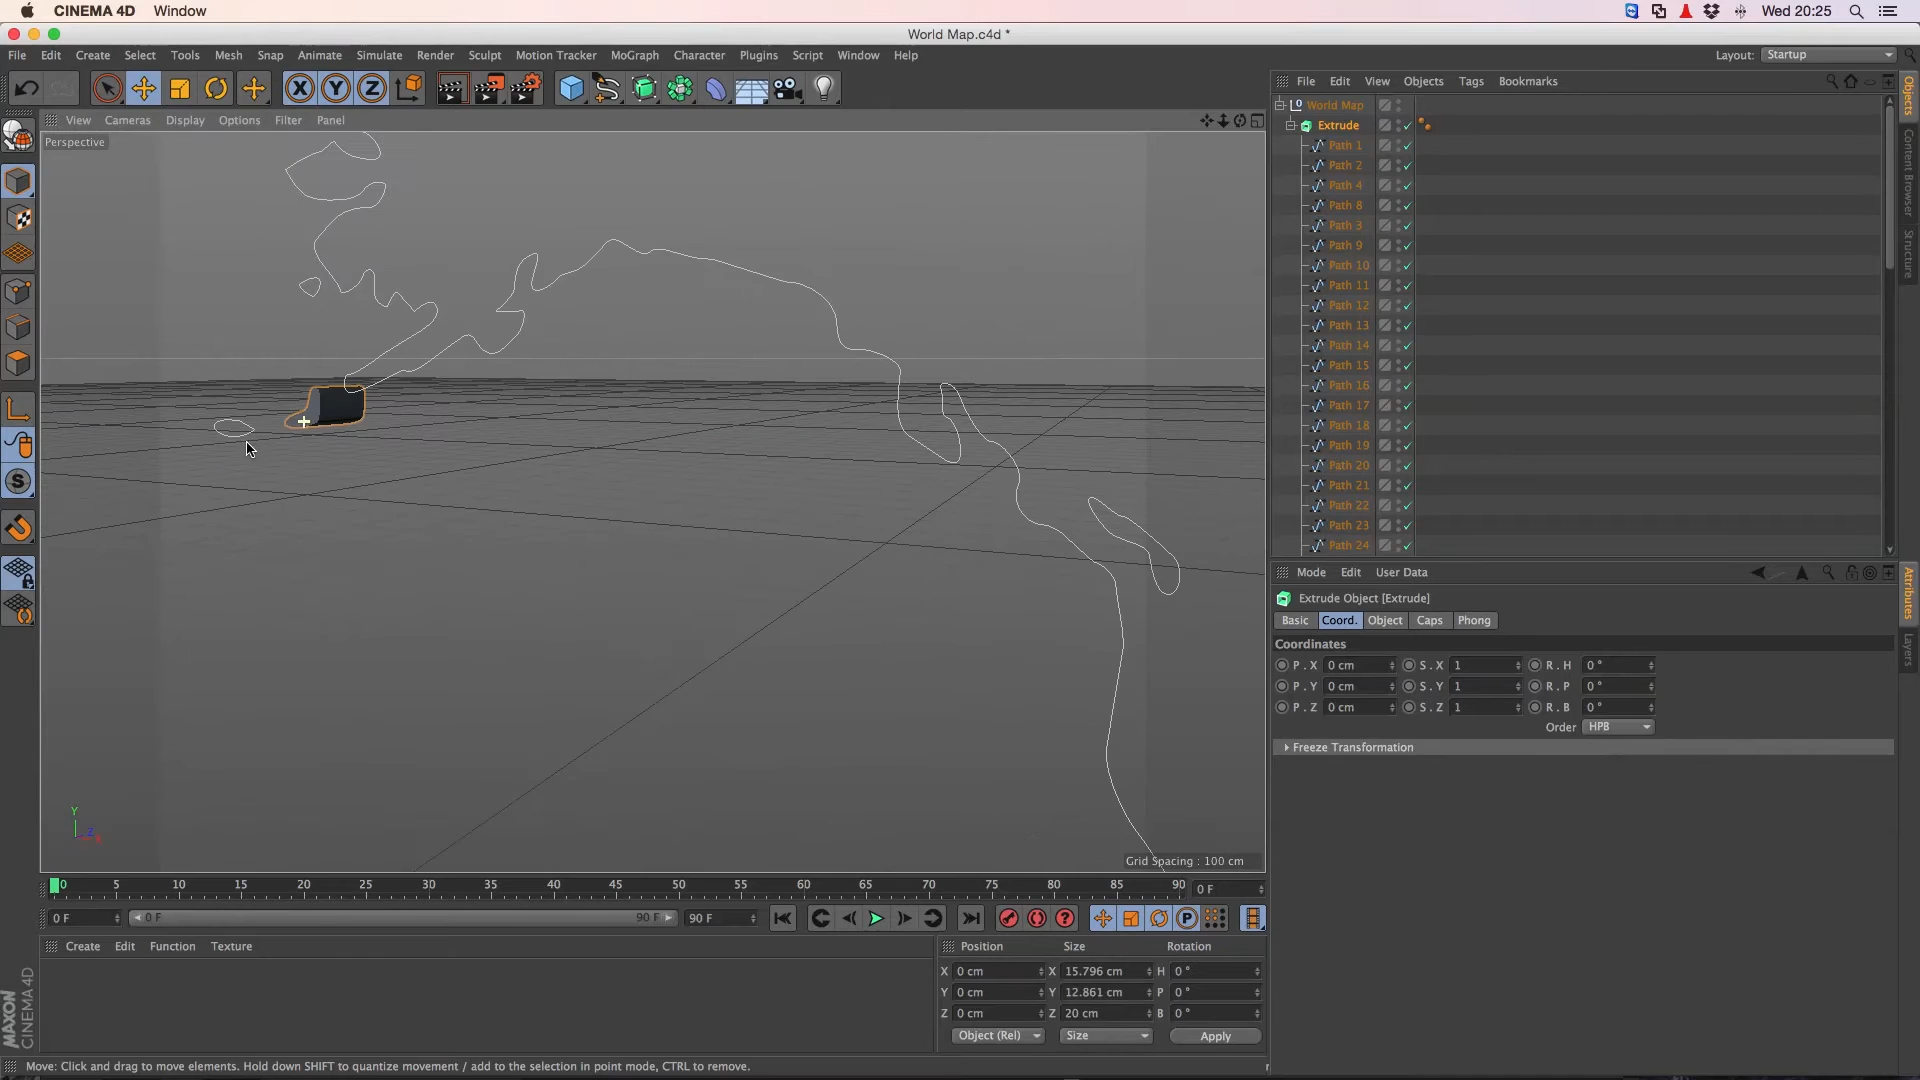 CINEMA 4D Window
Wed 20:25
World Map.c4d *
File Edit Create Select Tools Mesh Snap Animate Simulate Render Sculpt Motion Tracker MoGraph Character Plugins Script Window Help
Layout: Startup
X Y Z
File Edit View Objects Tags Bookmarks
View Cameras Display Options Filter Panel
Perspective
World Map
Extrude
Path 1
Path 2
Path 4
Path 8
Path 3
Path 9
Path 10
Path 11
Path 12
Path 13
Path 14
Path 15
Path 16
Path 17
Path 18
Path 19
Path 20
Path 21
Path 22
Path 23
Path 24
Objects
Content Browser
Structure
Mode Edit User Data
Extrude Object [Extrude]
Basic Coord. Object Caps Phong
Coordinates
P . X 0 cm S . X 1 R . H 0 °
P . Y 0 cm S . Y 1 R . P 0 °
P . Z 0 cm S . Z 1 R . B 0 °
Order HPB
Freeze Transformation
Attributes
Layers
Y
Z
Grid Spacing : 100 cm
0 5 10 15 20 25 30 35 40 45 50 55 60 65 70 75 80 85 90 0 F
0 F 0 F 90 F 90 F
Create Edit Function Texture
Position Size Rotation
X 0 cm X 15.796 cm H 0 °
Y 0 cm Y 12.861 cm P 0 °
Z 0 cm Z 20 cm B 0 °
Object (Rel) Size Apply
MAXON
CINEMA 4D
Move: Click and drag to move elements. Hold down SHIFT to quantize movement / add to the selection in point mode, CTRL to remove.